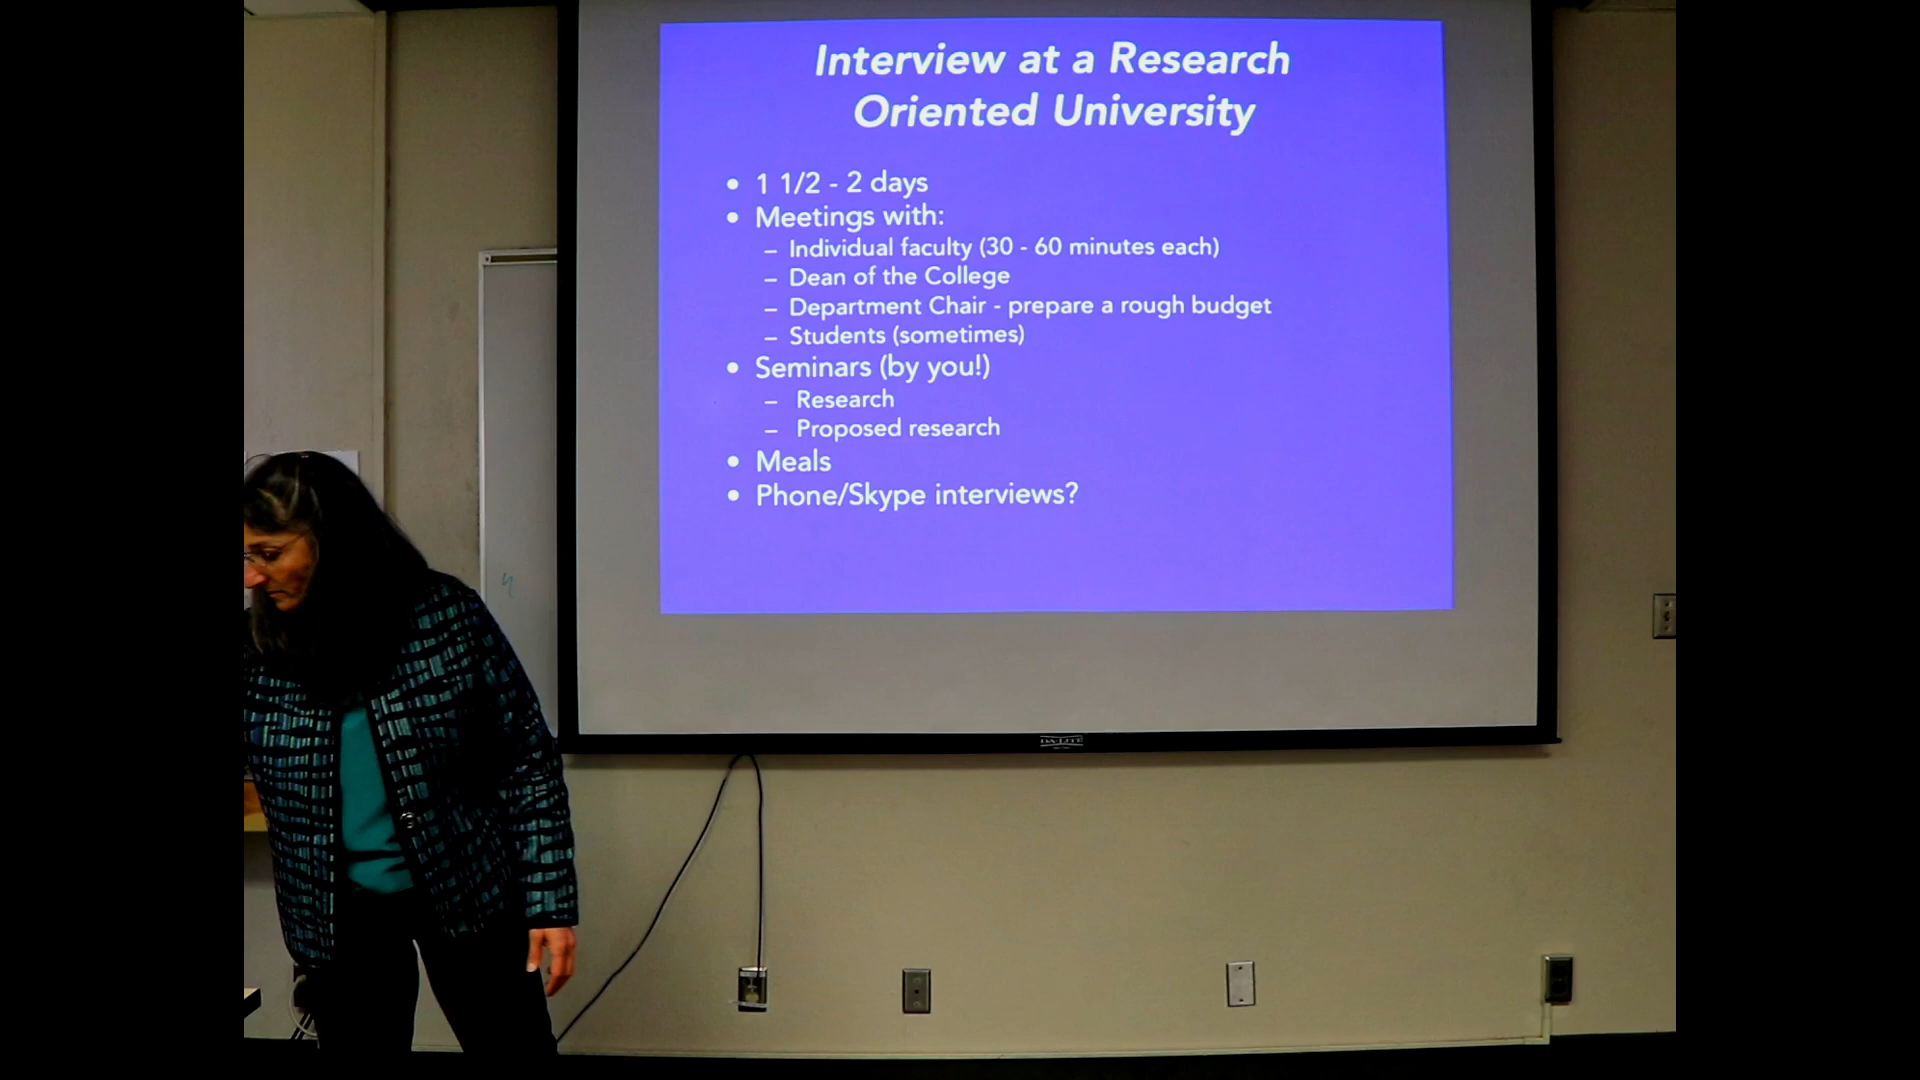 Interview at a Research
Oriented University
• 1 1/2 - 2 days
• Meetings with:
– Individual faculty (30 - 60 minutes each)
– Dean of the College
– Department Chair - prepare a rough budget
– Students (sometimes)
• Seminars (by you!)
– Research
– Proposed research
• Meals
• Phone/Skype interviews?
DA-LITE